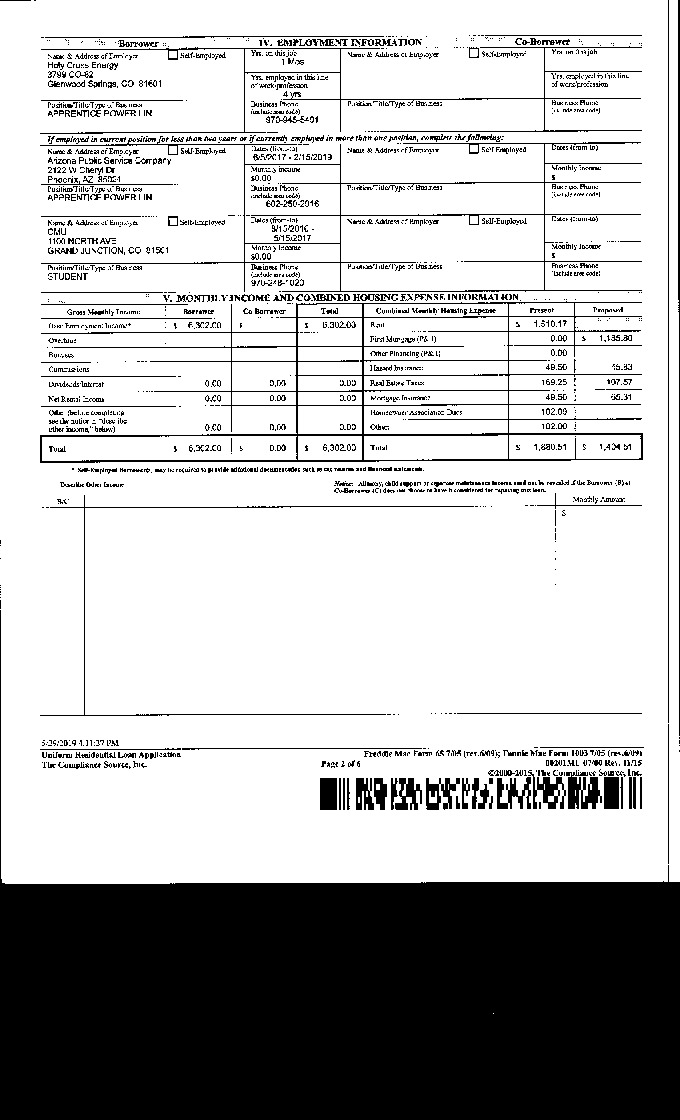 Borrower IV. EMPLOYMENT INFORMATION Co-Borrower
Name & Address of Employer Self-Employed Yrs. on this job Name & Address of Employer Self-Employed Yrs. on this job
Holy Cross Energy 1 Mos
3799 CO-82
Glenwood Springs, CO 81601
Yrs. employed in this line of work/profession Yrs. employed in this line of work/profession
4 yrs
Position/Title/Type of Business Business Phone (include area code) Position/Title/Type of Business Business Phone (include area code)
APPRENTICE POWER LIN 970-945-5491
If employed in current position for less than two years or if currently employed in more than one position, complete the following:
Name & Address of Employer Self-Employed Dates (from-to) Name & Address of Employer Self-Employed Dates (from-to)
Arizona Public Service Company 6/5/2017 - 2/15/2019
2122 W Cheryl Dr Monthly Income Monthly Income
Phoenix, AZ 85021 $0.00 $
Position/Title/Type of Business Business Phone (include area code) Position/Title/Type of Business Business Phone (include area code)
APPRENTICE POWER LIN 602-250-2016
Name & Address of Employer Self-Employed Dates (from-to) Name & Address of Employer Self-Employed Dates (from-to)
CMU
1100 NORTH AVE 5/15/2017
GRAND JUNCTION, CO 81501 Monthly Income Monthly Income
$0.00 $
Position/Title/Type of Business Business Phone (include area code) Position/Title/Type of Business Business Phone (include area code)
STUDENT 970-248-1020
V. MONTHLY INCOME AND COMBINED HOUSING EXPENSE INFORMATION
Gross Monthly Income Borrower Co-Borrower Total Combined Monthly Housing Expense Present Proposed
Base Employment Income* $ 6,302.00 $ $ 6,302.00 Rent $ 1,510.17
Overtime First Mortgage (P&I) 0.00 $ 1,185.80
Bonuses Other Financing (P&I) 0.00
Commissions Hazard Insurance 49.50 45.83
Dividends/Interest 0.00 0.00 0.00 Real Estate Taxes 169.25 107.57
Net Rental Income 0.00 0.00 0.00 Mortgage Insurance 49.50 65.31
Other (before completing see the notice in "describe other income," below) 0.00 0.00 0.00 Homeowner Association Dues 102.09
Other: 102.00
Total $ 6,302.00 $ 0.00 $ 6,302.00 Total $ 1,880.51 $ 1,404.51
* Self-Employed Borrower(s) may be required to provide additional documentation such as tax returns and financial statements.
Describe Other Income Notice: Alimony, child support or separate maintenance income need not be revealed if the Borrower (B) or
Co-Borrower (C) does not choose to have it considered for repaying this loan.
B/C Monthly Amount
$
5/29/2019 4:11:37 PM
Uniform Residential Loan Application Freddie Mac Form 65 7/05 (rev.6/09); Fannie Mae Form 1003 7/05 (rev.6/09)
The Compliance Source, Inc. Page 2 of 6 00201MU 07/00 Rev. 11/15
©2000-2015, The Compliance Source, Inc.